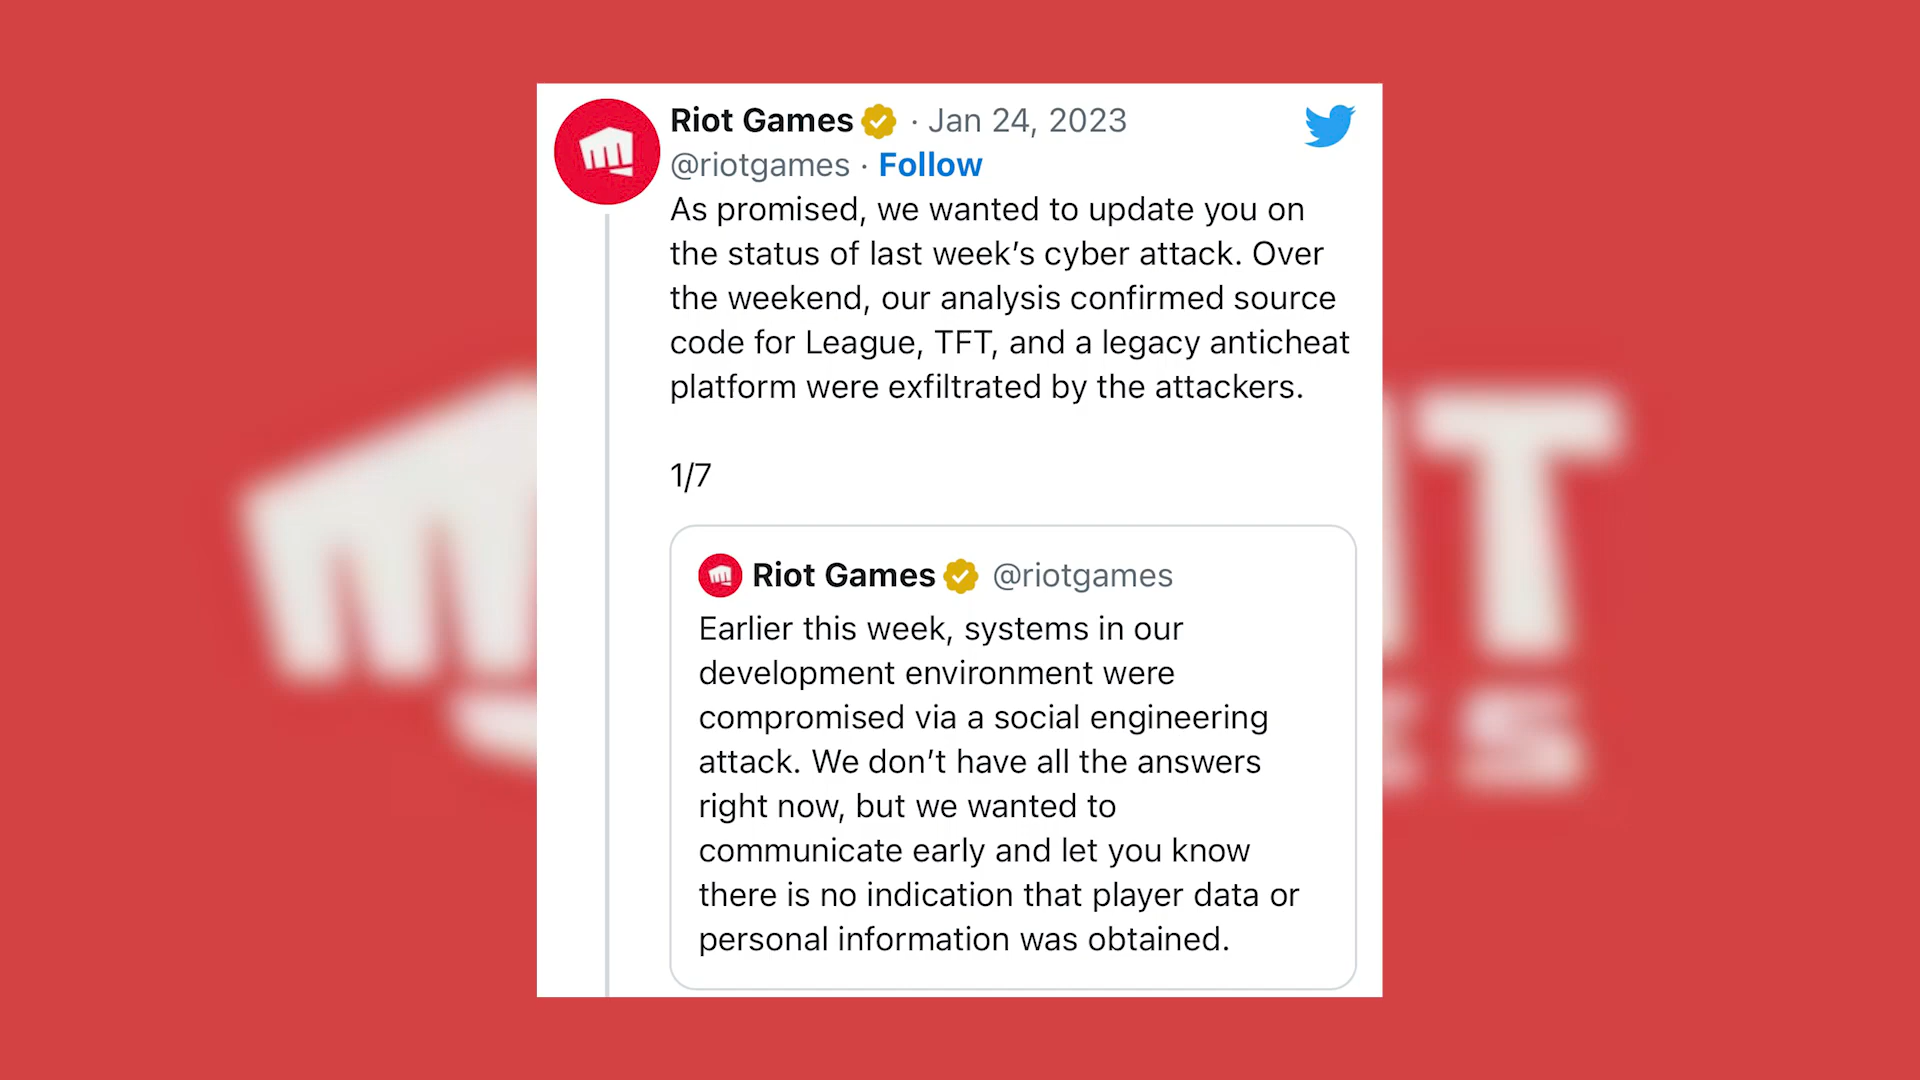 Riot Games · Jan 24, 2023
@riotgames · Follow
As promised, we wanted to update you on
the status of last week’s cyber attack. Over
the weekend, our analysis confirmed source
code for League, TFT, and a legacy anticheat
platform were exfiltrated by the attackers.
1/7
Riot Games @riotgames
Earlier this week, systems in our
development environment were
compromised via a social engineering
attack. We don’t have all the answers
right now, but we wanted to
communicate early and let you know
there is no indication that player data or
personal information was obtained.